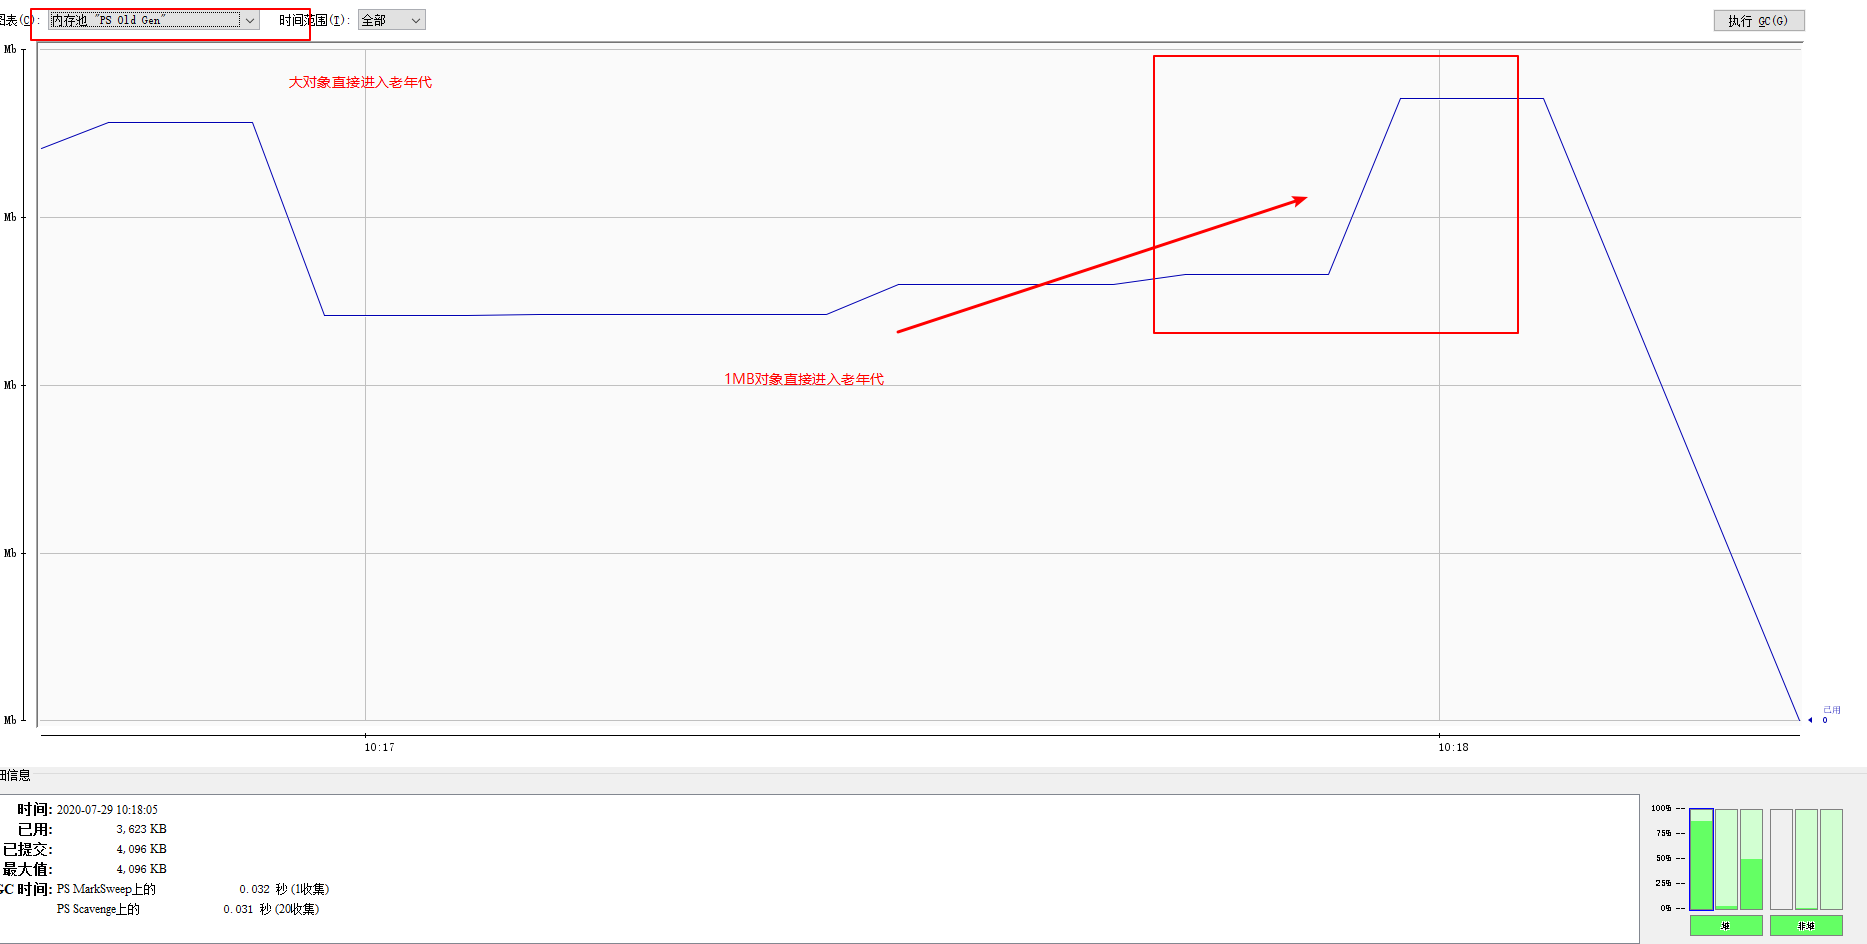 图表(C): 内存池 "PS Old Gen" 时间范围(I): 全部 执行 GC(G)
Mb
大对象直接进入老年代
Mb
1MB对象直接进入老年代
Mb
Mb
Mb
已用
0
10:17 10:18
细信息
时间: 2020-07-29 10:18:05
已用: 3,623 KB
已提交: 4,096 KB
最大值: 4,096 KB
GC 时间: PS MarkSweep上的 0.032 秒 (1收集)
PS Scavenge上的 0.031 秒 (20收集)
100% --
75% --
50% --
25% --
0% --
堆 非堆